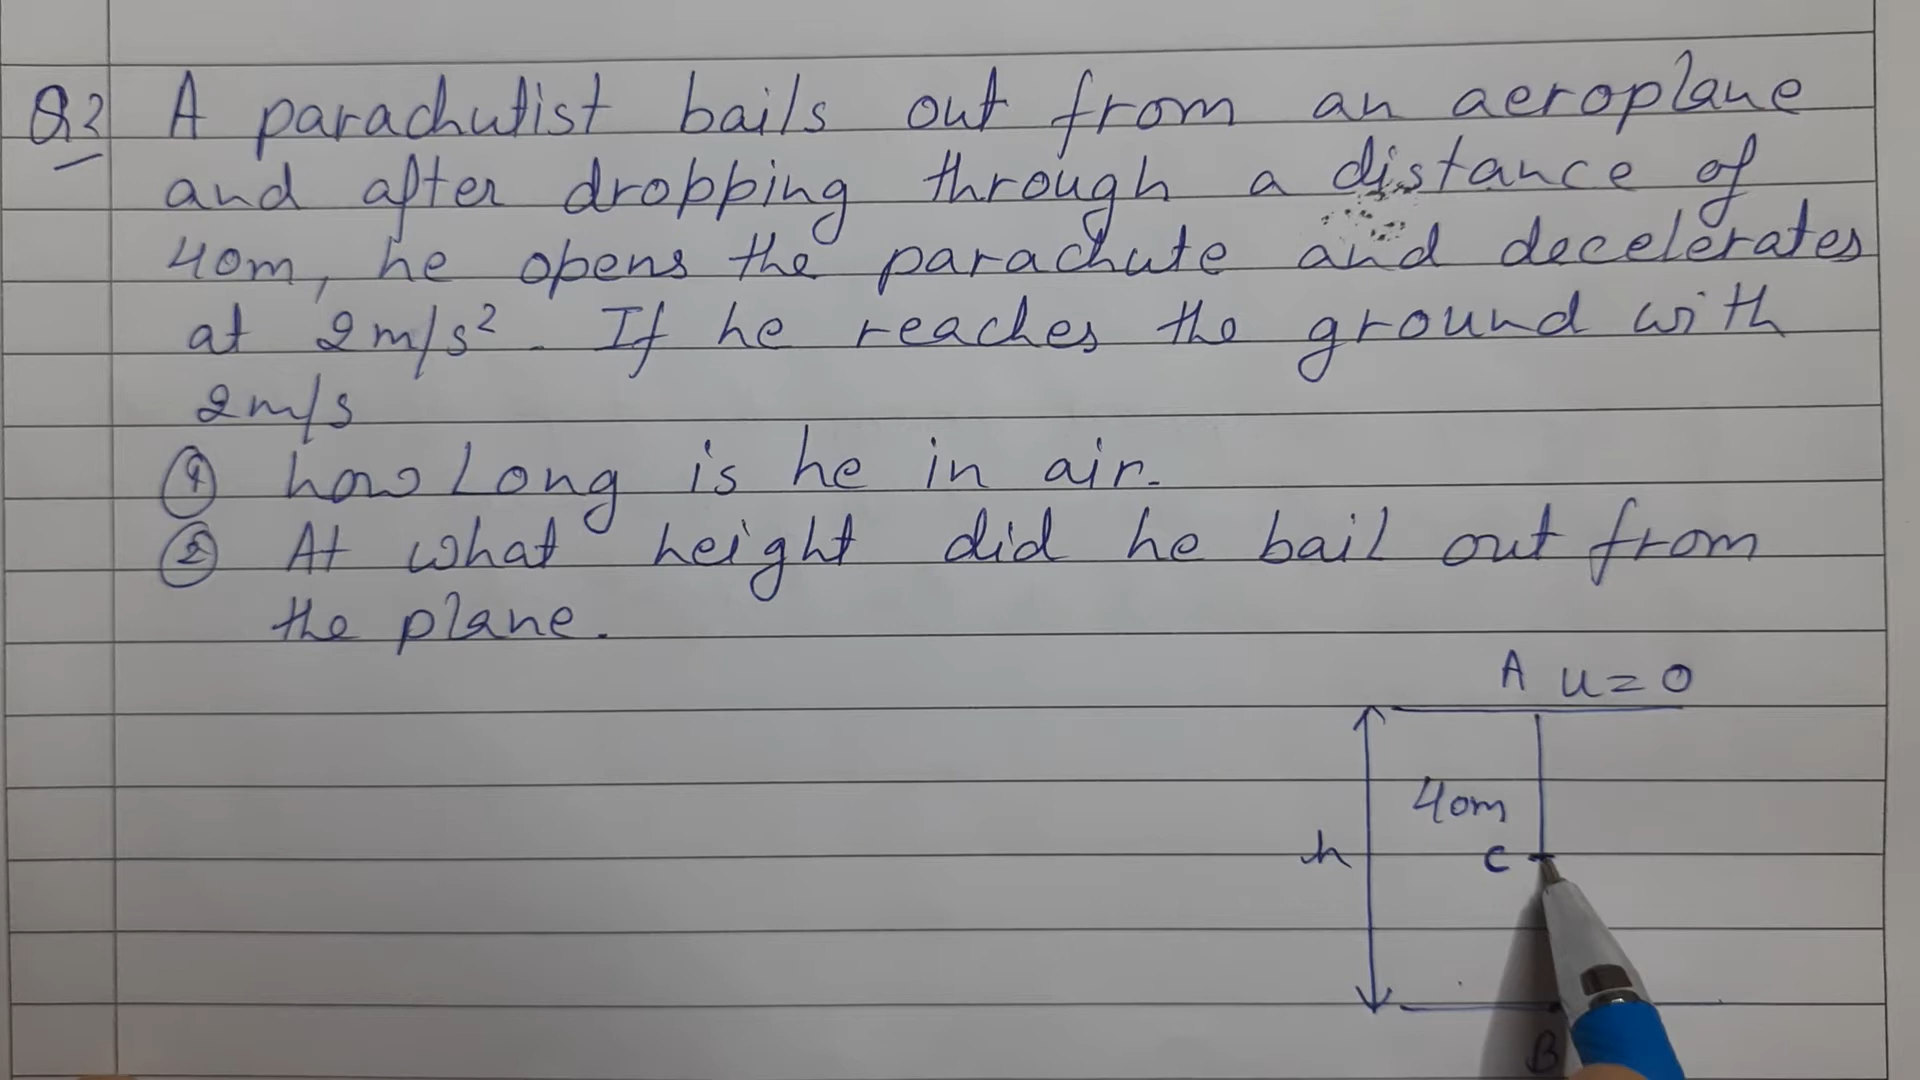 Q2 A parachutist bails out from an aeroplane
and after dropping through a distance of
40m, he opens the parachute and decelerates
at 2m/s². If he reaches the ground with
2m/s
① how long is he in air.
② At what height did he bail out from
the plane.
A u=0
40m
h C
B